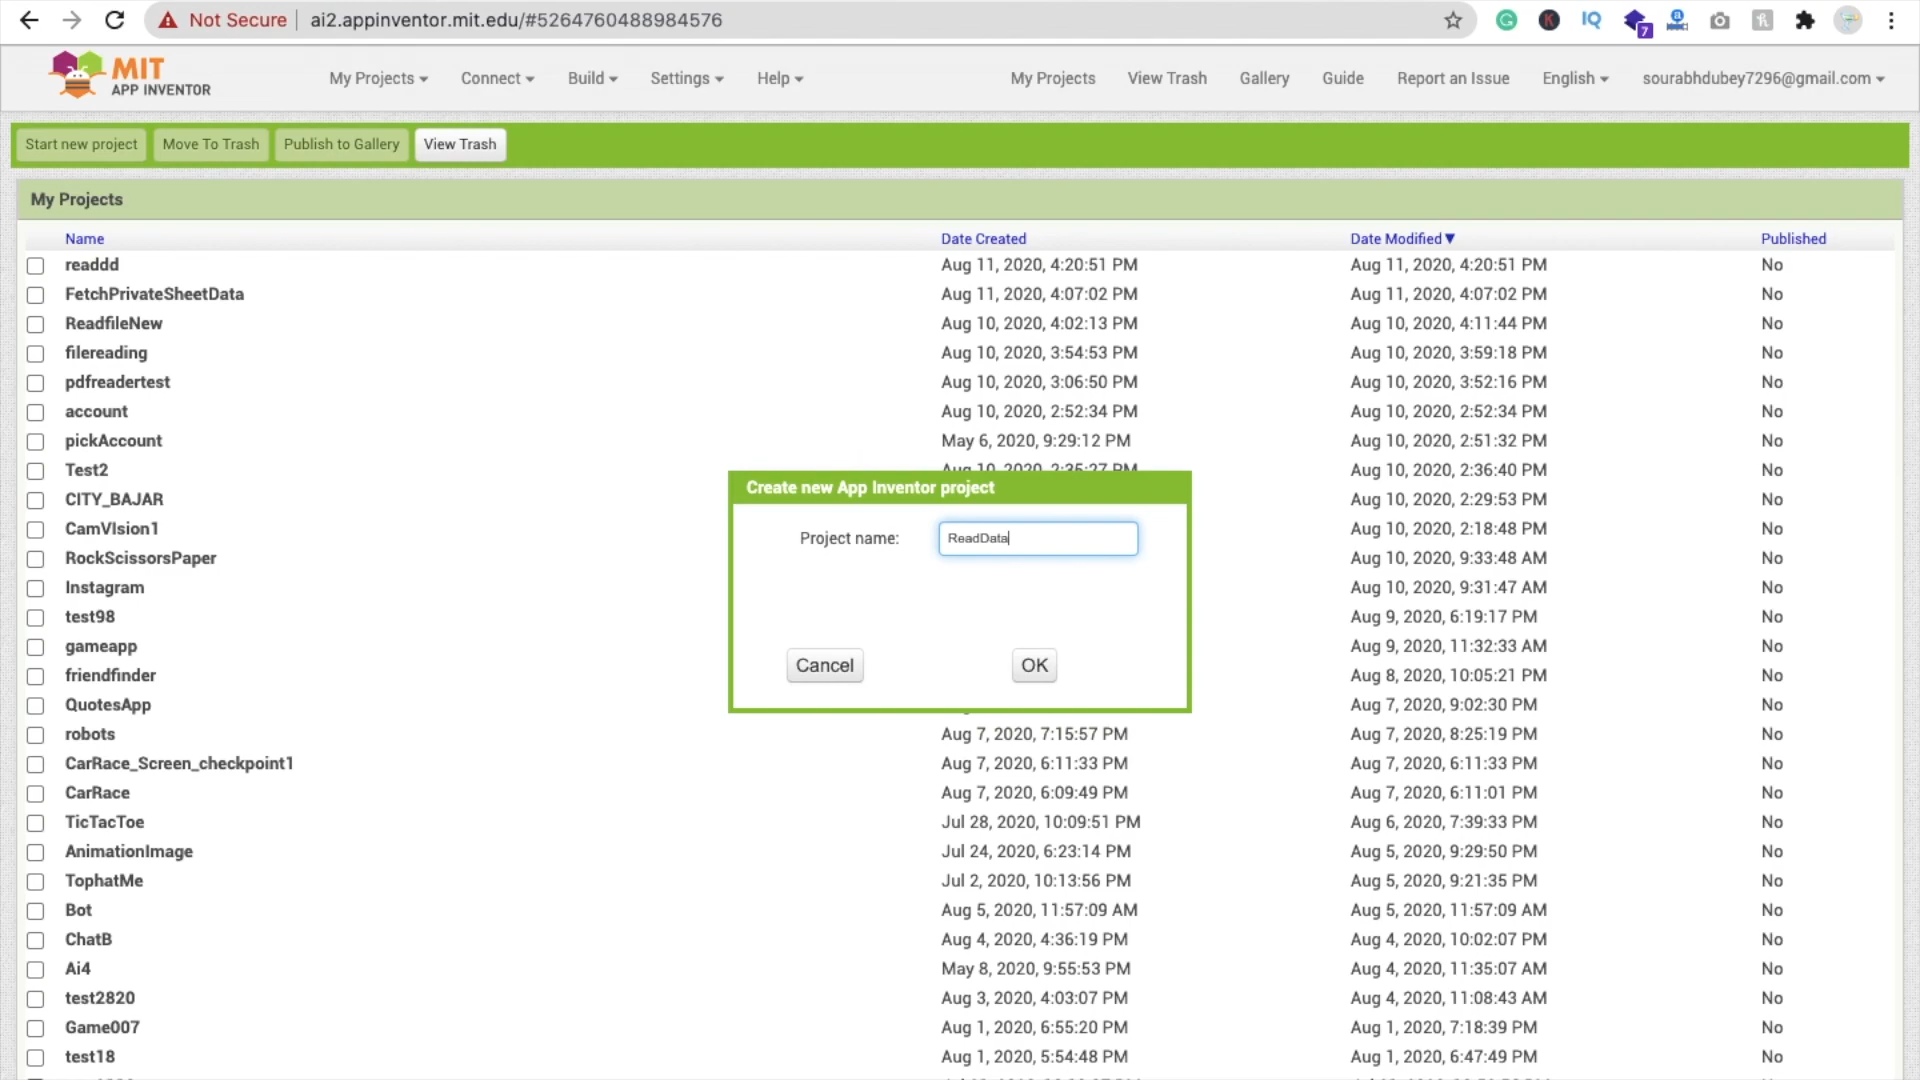 Not Secure | ai2.appinventor.mit.edu/#5264760488984576
7
MIT
APP INVENTOR
My Projects Connect Build Settings Help My Projects View Trash Gallery Guide Report an Issue English sourabhdubey7296@gmail.com
Start new project Move To Trash Publish to Gallery View Trash
My Projects
Name Date Created Date Modified Published
readdd Aug 11, 2020, 4:20:51 PM Aug 11, 2020, 4:20:51 PM No
FetchPrivateSheetData Aug 11, 2020, 4:07:02 PM Aug 11, 2020, 4:07:02 PM No
ReadfileNew Aug 10, 2020, 4:02:13 PM Aug 10, 2020, 4:11:44 PM No
filereading Aug 10, 2020, 3:54:53 PM Aug 10, 2020, 3:59:18 PM No
pdfreadertest Aug 10, 2020, 3:06:50 PM Aug 10, 2020, 3:52:16 PM No
account Aug 10, 2020, 2:52:34 PM Aug 10, 2020, 2:52:34 PM No
pickAccount May 6, 2020, 9:29:12 PM Aug 10, 2020, 2:51:32 PM No
Test2 Aug 10, 2020, 2:35:27 PM Aug 10, 2020, 2:36:40 PM No
CITY_BAJAR Aug 10, 2020, 2:29:53 PM No
CamVIsion1 Aug 10, 2020, 2:18:48 PM No
RockScissorsPaper Aug 10, 2020, 9:33:48 AM No
Instagram Aug 10, 2020, 9:31:47 AM No
test98 Aug 9, 2020, 6:19:17 PM No
gameapp Aug 9, 2020, 11:32:33 AM No
friendfinder Aug 8, 2020, 10:05:21 PM No
QuotesApp Aug 7, 2020, 9:02:30 PM No
Create new App Inventor project
Project name: ReadData
Cancel OK
robots Aug 7, 2020, 7:15:57 PM Aug 7, 2020, 8:25:19 PM No
CarRace_Screen_checkpoint1 Aug 7, 2020, 6:11:33 PM Aug 7, 2020, 6:11:33 PM No
CarRace Aug 7, 2020, 6:09:49 PM Aug 7, 2020, 6:11:01 PM No
TicTacToe Jul 28, 2020, 10:09:51 PM Aug 6, 2020, 7:39:33 PM No
AnimationImage Jul 24, 2020, 6:23:14 PM Aug 5, 2020, 9:29:50 PM No
TophatMe Jul 2, 2020, 10:13:56 PM Aug 5, 2020, 9:21:35 PM No
Bot Aug 5, 2020, 11:57:09 AM Aug 5, 2020, 11:57:09 AM No
ChatB Aug 4, 2020, 4:36:19 PM Aug 4, 2020, 10:02:07 PM No
Ai4 May 8, 2020, 9:55:53 PM Aug 4, 2020, 11:35:07 AM No
test2820 Aug 3, 2020, 4:03:07 PM Aug 4, 2020, 11:08:43 AM No
Game007 Aug 1, 2020, 6:55:20 PM Aug 1, 2020, 7:18:39 PM No
test18 Aug 1, 2020, 5:54:48 PM Aug 1, 2020, 6:47:49 PM No